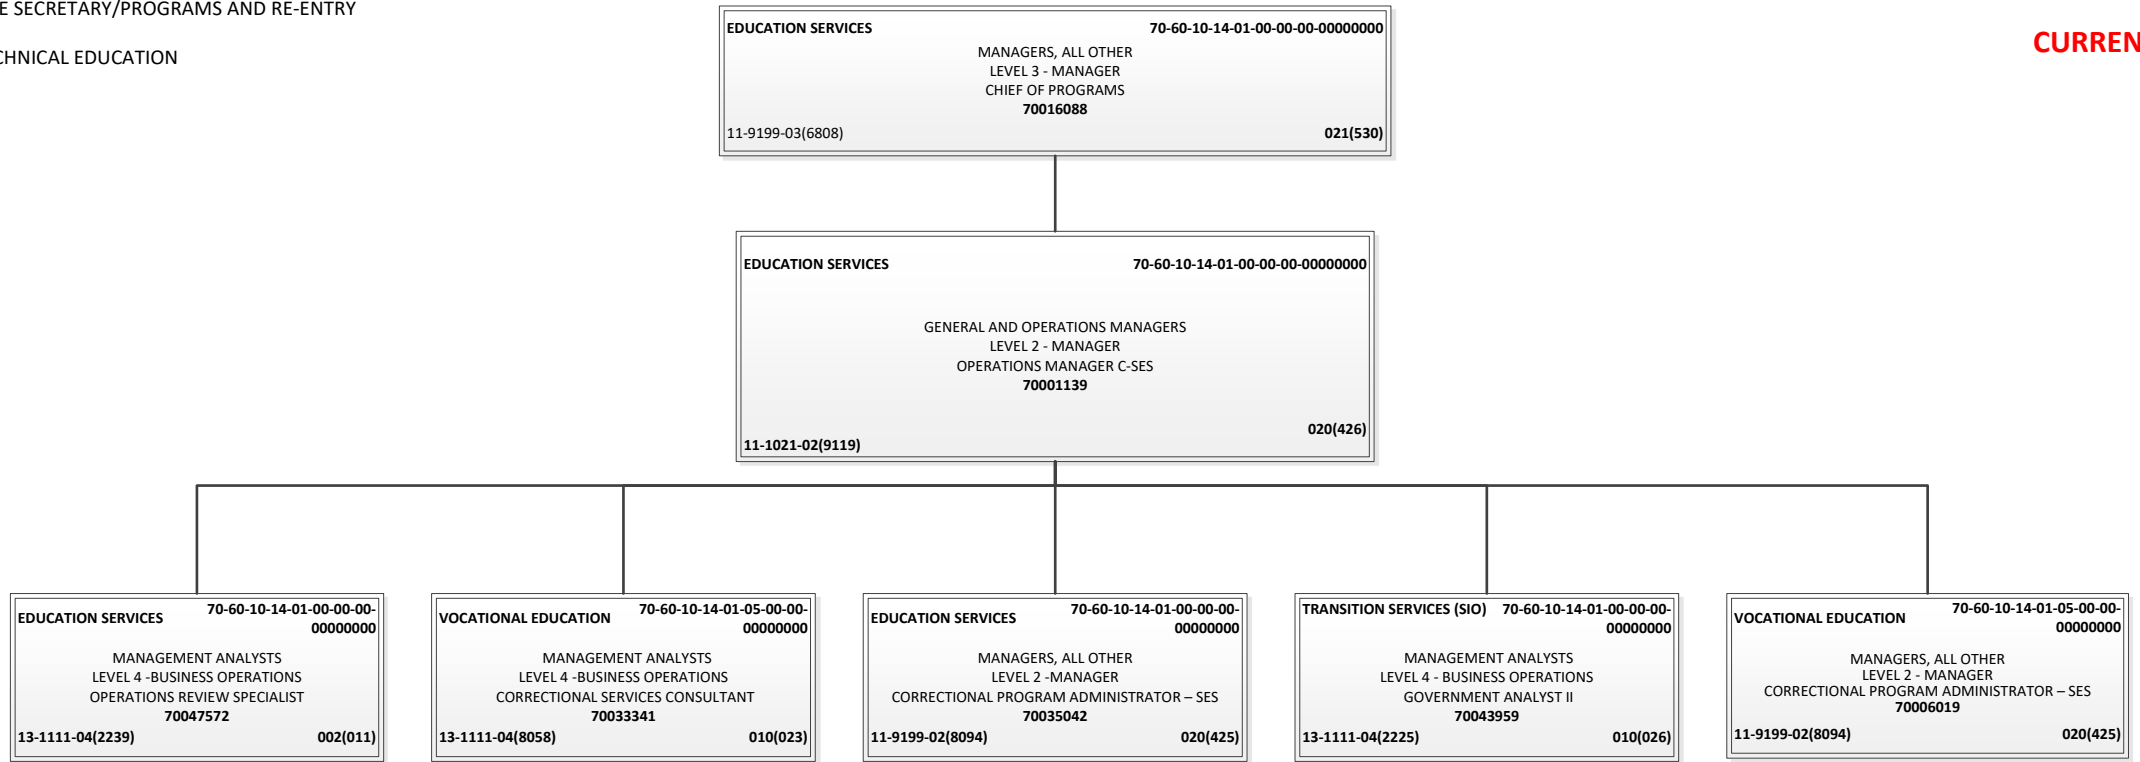 E SECRETARY/PROGRAMS AND RE-ENTRY
CHNICAL EDUCATION
CURREN
EDUCATION SERVICES 70-60-10-14-01-00-00-00-00000000
MANAGERS, ALL OTHER
LEVEL 3 - MANAGER
CHIEF OF PROGRAMS
70016088
11-9199-03(6808) 021(530)
EDUCATION SERVICES 70-60-10-14-01-00-00-00-00000000
GENERAL AND OPERATIONS MANAGERS
LEVEL 2 - MANAGER
OPERATIONS MANAGER C-SES
70001139
020(426)
11-1021-02(9119)
EDUCATION SERVICES 70-60-10-14-01-00-00-00-
00000000
MANAGEMENT ANALYSTS
LEVEL 4 -BUSINESS OPERATIONS
OPERATIONS REVIEW SPECIALIST
70047572
13-1111-04(2239) 002(011)
VOCATIONAL EDUCATION 70-60-10-14-01-05-00-00-
00000000
MANAGEMENT ANALYSTS
LEVEL 4 -BUSINESS OPERATIONS
CORRECTIONAL SERVICES CONSULTANT
70033341
13-1111-04(8058) 010(023)
EDUCATION SERVICES 70-60-10-14-01-00-00-00-
00000000
MANAGERS, ALL OTHER
LEVEL 2 -MANAGER
CORRECTIONAL PROGRAM ADMINISTRATOR – SES
70035042
11-9199-02(8094) 020(425)
TRANSITION SERVICES (SIO) 70-60-10-14-01-00-00-00-
00000000
MANAGEMENT ANALYSTS
LEVEL 4 - BUSINESS OPERATIONS
GOVERNMENT ANALYST II
70043959
13-1111-04(2225) 010(026)
VOCATIONAL EDUCATION 70-60-10-14-01-05-00-00-
00000000
MANAGERS, ALL OTHER
LEVEL 2 - MANAGER
CORRECTIONAL PROGRAM ADMINISTRATOR – SES
70006019
11-9199-02(8094) 020(425)